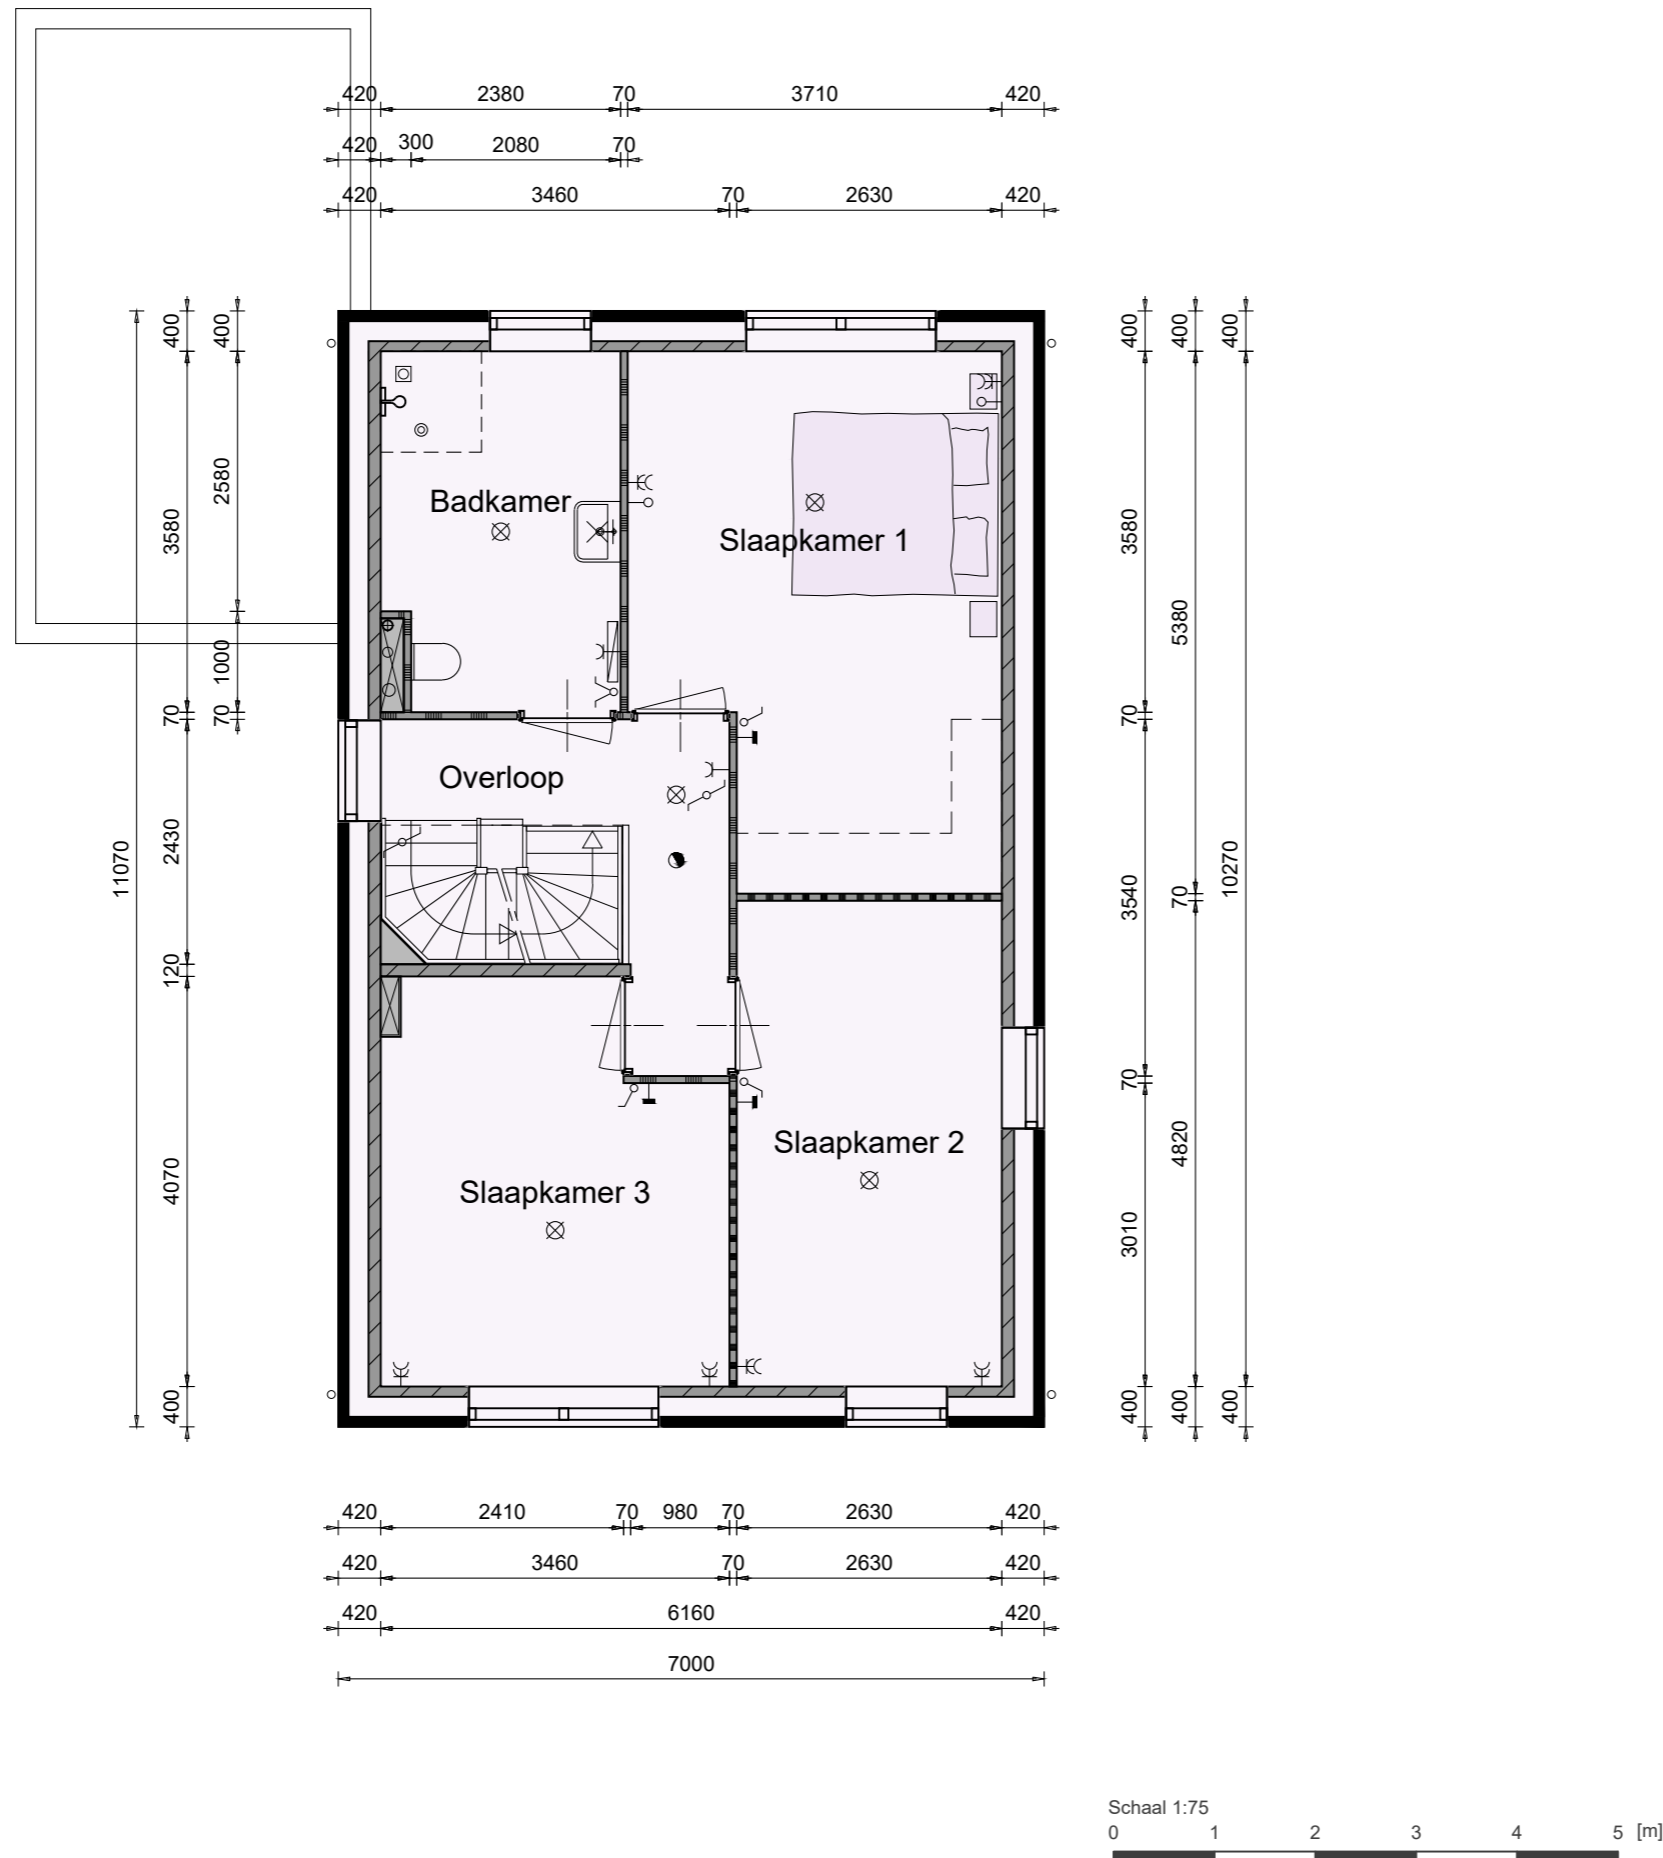 420 2380 70 3710 420
420 300 2080 70
420 3460 70 2630 420
400 400 400 400 400
Badkamer
Slaapkamer 1
Overloop
Slaapkamer 2
Slaapkamer 3
11070
3580 70 2430 120 4070 400
2580 1000 70
3580 70 3540 70 3010 400
5380 70 4820 400
10270 400
420 2410 70 980 70 2630 420
420 3460 70 2630 420
420 6160 420
7000
Schaal 1:75
0 1 2 3 4 5 [m]